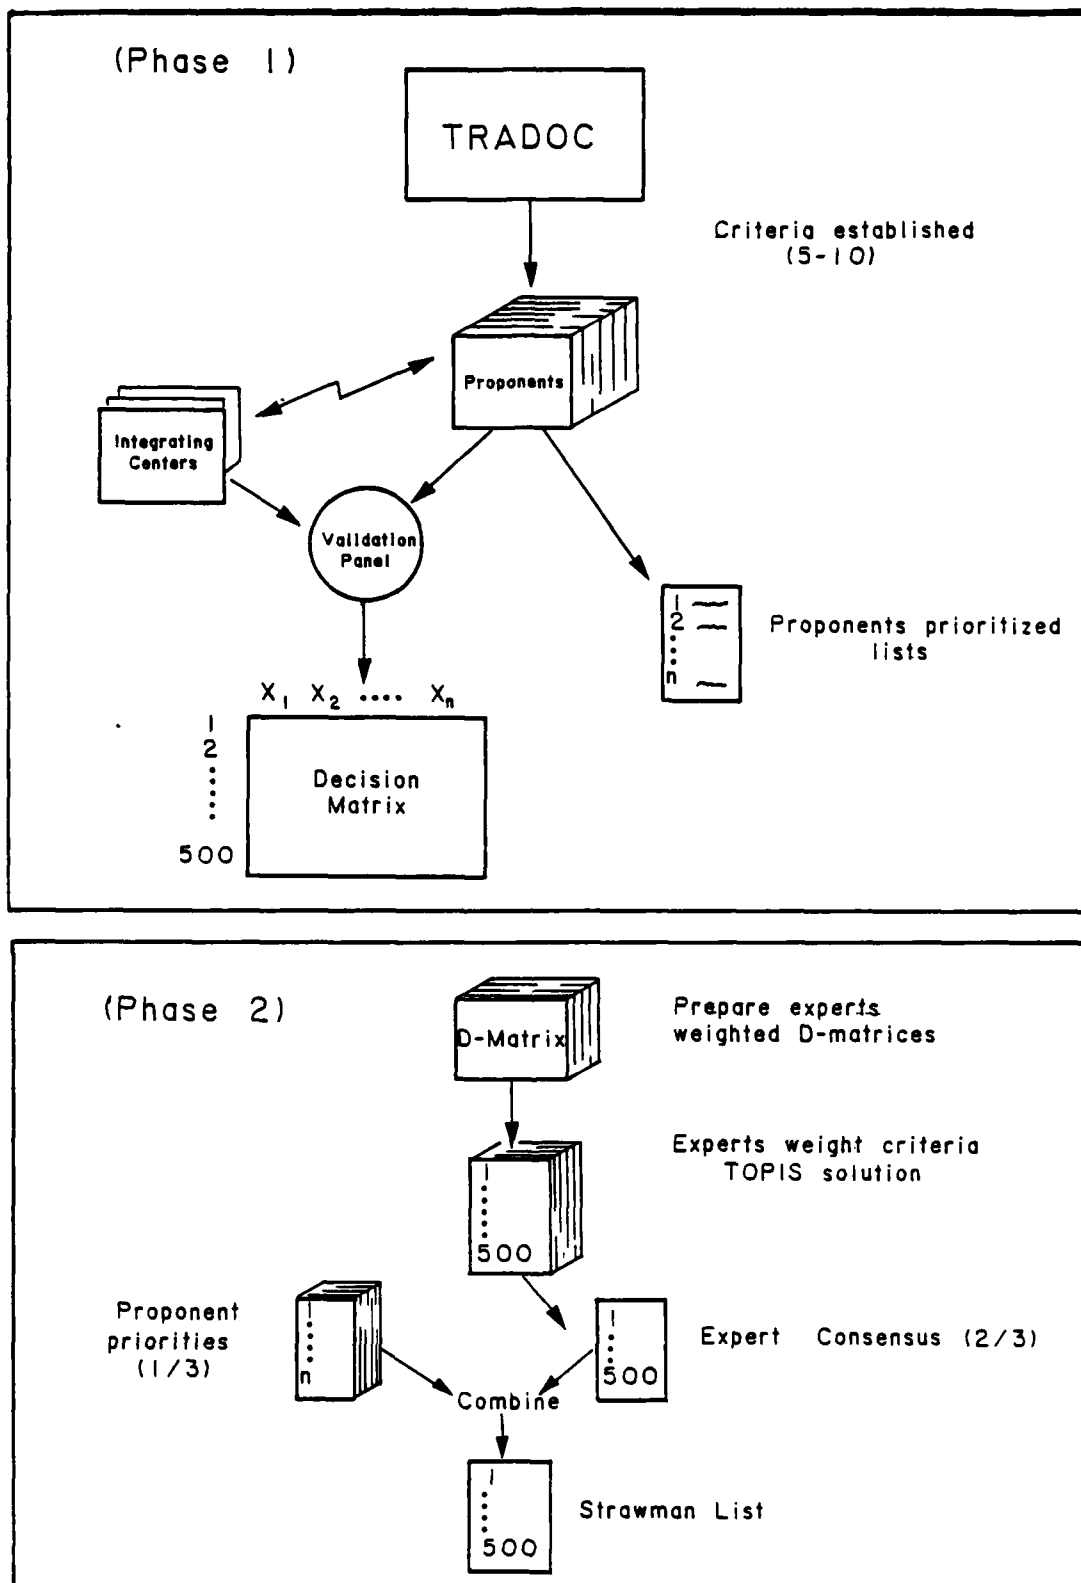 (Phase 1)
TRADOC
Criteria established
(5-10)
Proponents
Integrating
Centers
Validation
Panel
1
2
n
Proponents prioritized
lists
X1 X2 .... Xn
1
2
500
Decision
Matrix
(Phase 2)
D-Matrix
Prepare experts
weighted D-matrices
1
500
Experts weight criteria
TOPIS solution
Proponent
priorities
(1/3)
1
n
1
500
Expert Consensus (2/3)
Combine
1
500
Strawman List